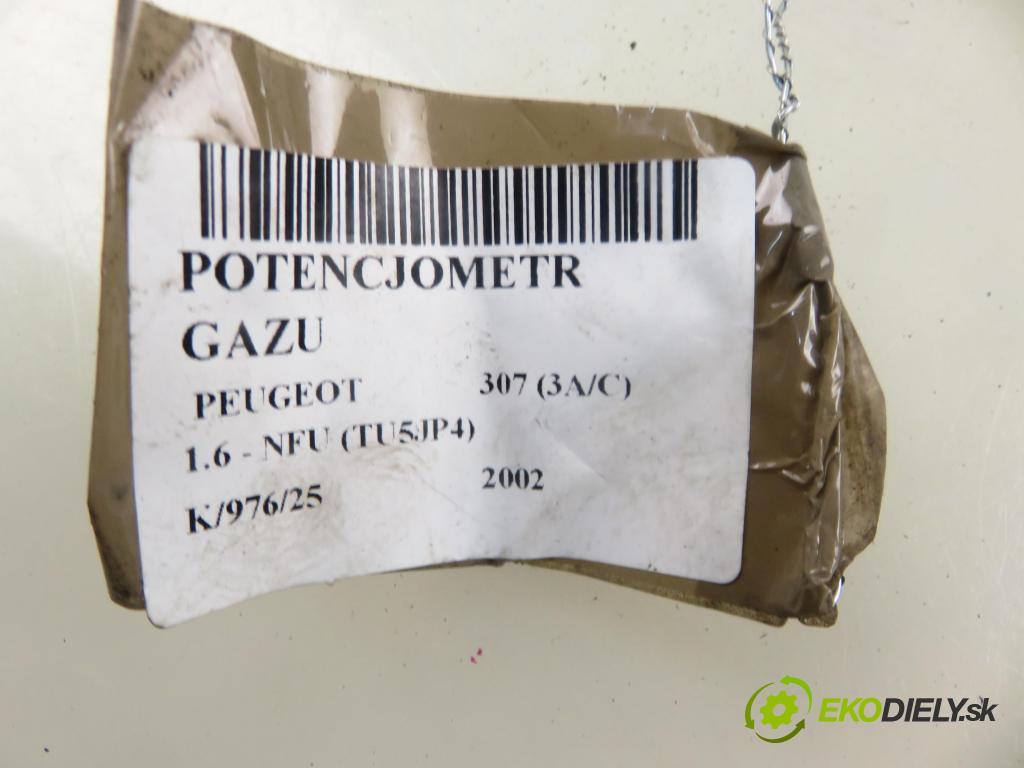 POTENCJOMETR
GAZU
PEUGEOT 307 (3A/C)
1.6 - NFU (TU5JP4)
K/976/25 2002
EKODIELY.sk